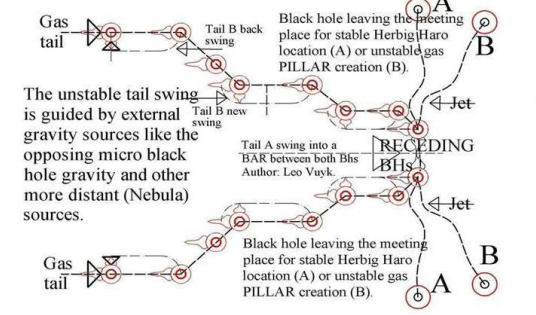 A
Gas
tail
Tail B back
swing
Black hole leaving the meeting
place for stable Herbig Haro
location (A) or unstable gas
PILLAR creation (B).
B
The unstable tail swing
is guided by external
gravity sources like the
opposing micro black
hole gravity and other
more distant (Nebula)
sources.
Tail B new
swing
Jet
Tail A swing into a
BAR between both Bhs
Author: Leo Vuyk.
RECEDING
BHs
Jet
Black hole leaving the meeting
place for stable Herbig Haro
location (A) or unstable gas
PILLAR creation (B).
Gas
tail
A
B